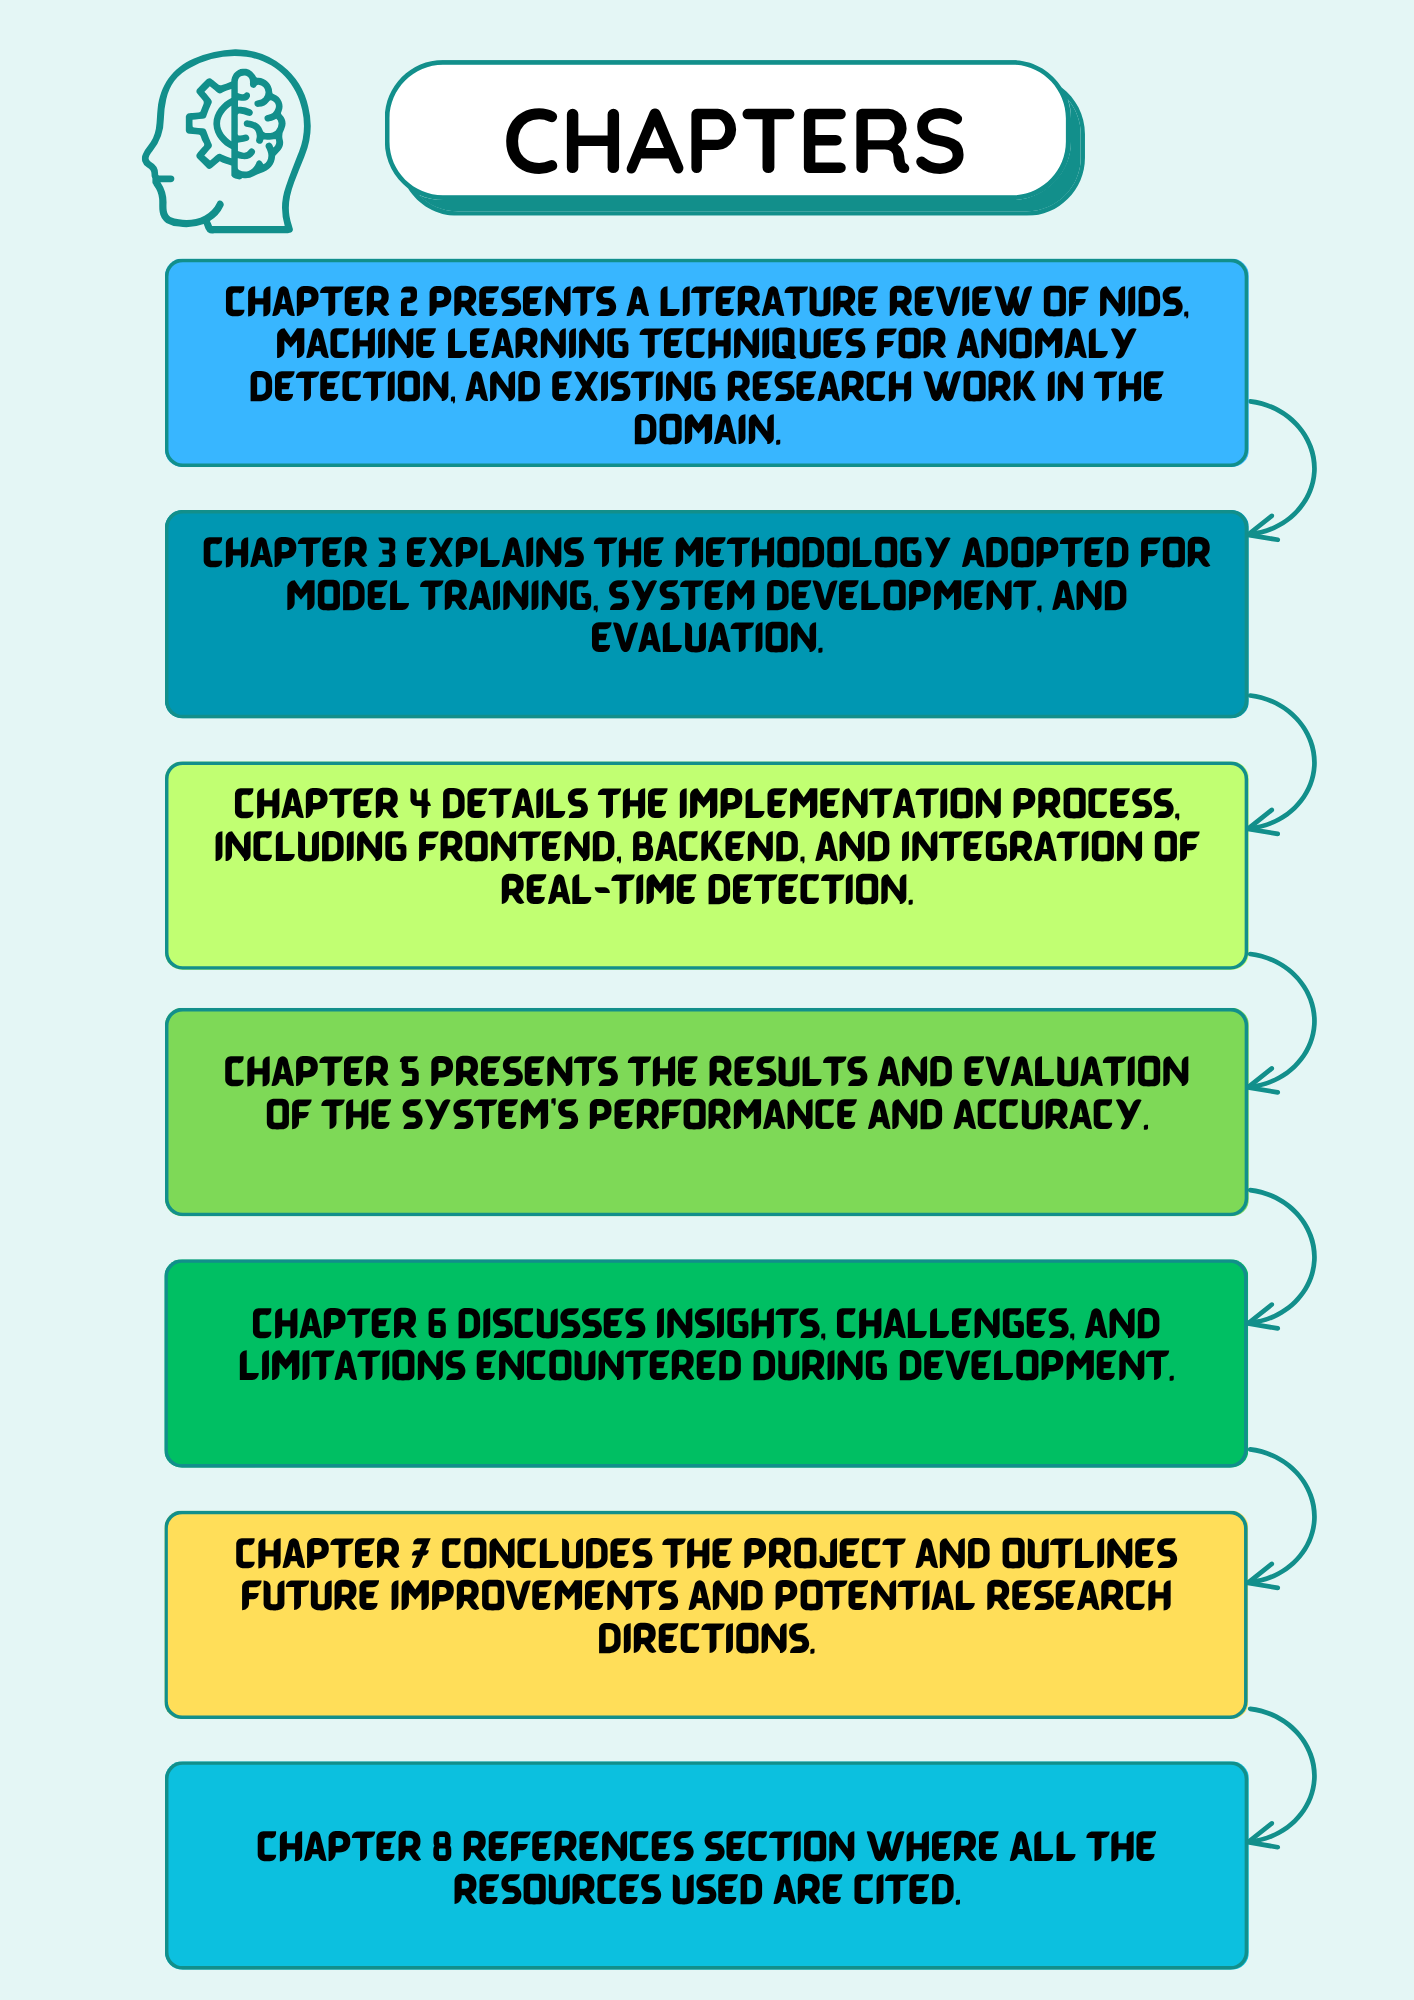 CHAPTERS
CHAPTER 2 PRESENTS A LITERATURE REVIEW OF NIDS,
MACHINE LEARNING TECHNIQUES FOR ANOMALY
DETECTION, AND EXISTING RESEARCH WORK IN THE
DOMAIN.
CHAPTER 3 EXPLAINS THE METHODOLOGY ADOPTED FOR
MODEL TRAINING, SYSTEM DEVELOPMENT, AND
EVALUATION.
CHAPTER 4 DETAILS THE IMPLEMENTATION PROCESS,
INCLUDING FRONTEND, BACKEND, AND INTEGRATION OF
REAL-TIME DETECTION.
CHAPTER 5 PRESENTS THE RESULTS AND EVALUATION
OF THE SYSTEM'S PERFORMANCE AND ACCURACY.
CHAPTER 6 DISCUSSES INSIGHTS, CHALLENGES, AND
LIMITATIONS ENCOUNTERED DURING DEVELOPMENT.
CHAPTER 7 CONCLUDES THE PROJECT AND OUTLINES
FUTURE IMPROVEMENTS AND POTENTIAL RESEARCH
DIRECTIONS.
CHAPTER 8 REFERENCES SECTION WHERE ALL THE
RESOURCES USED ARE CITED.